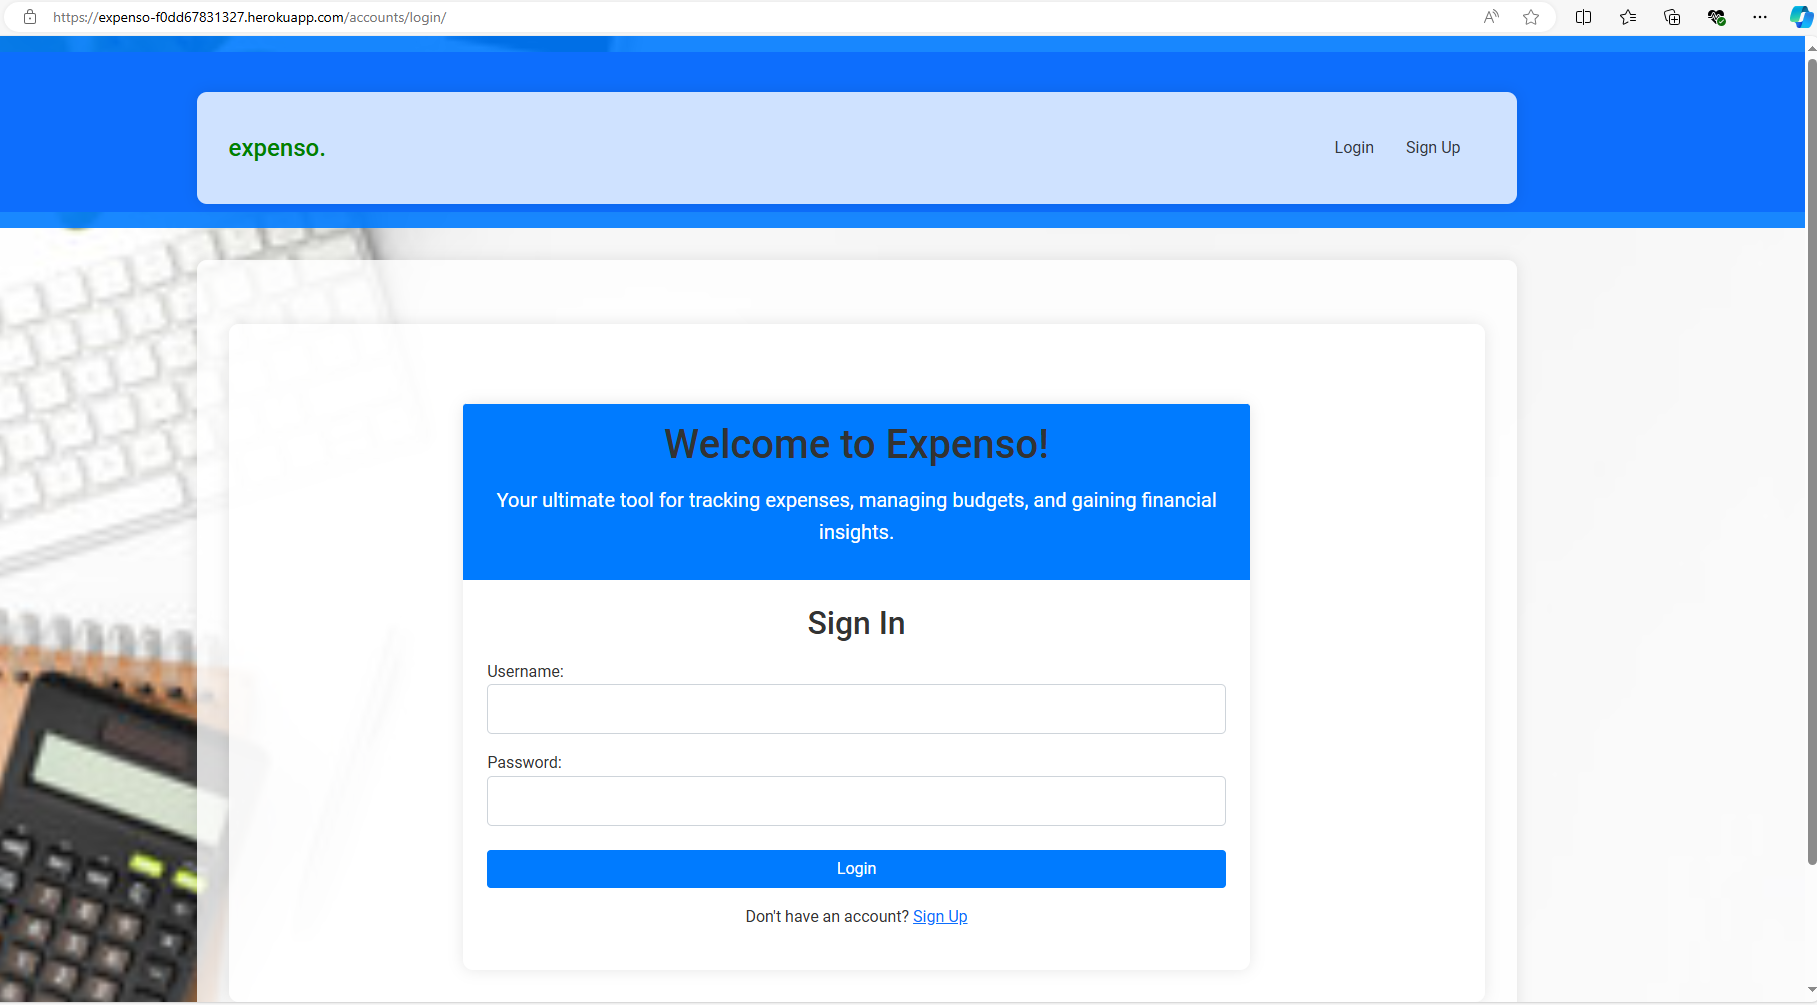 https://expenso-f0dd67831327.herokuapp.com/accounts/login/
expenso.
Login
Sign Up
Welcome to Expenso!
Your ultimate tool for tracking expenses, managing budgets, and gaining financial
insights.
Sign In
Username:
Password:
Login
Don't have an account? Sign Up